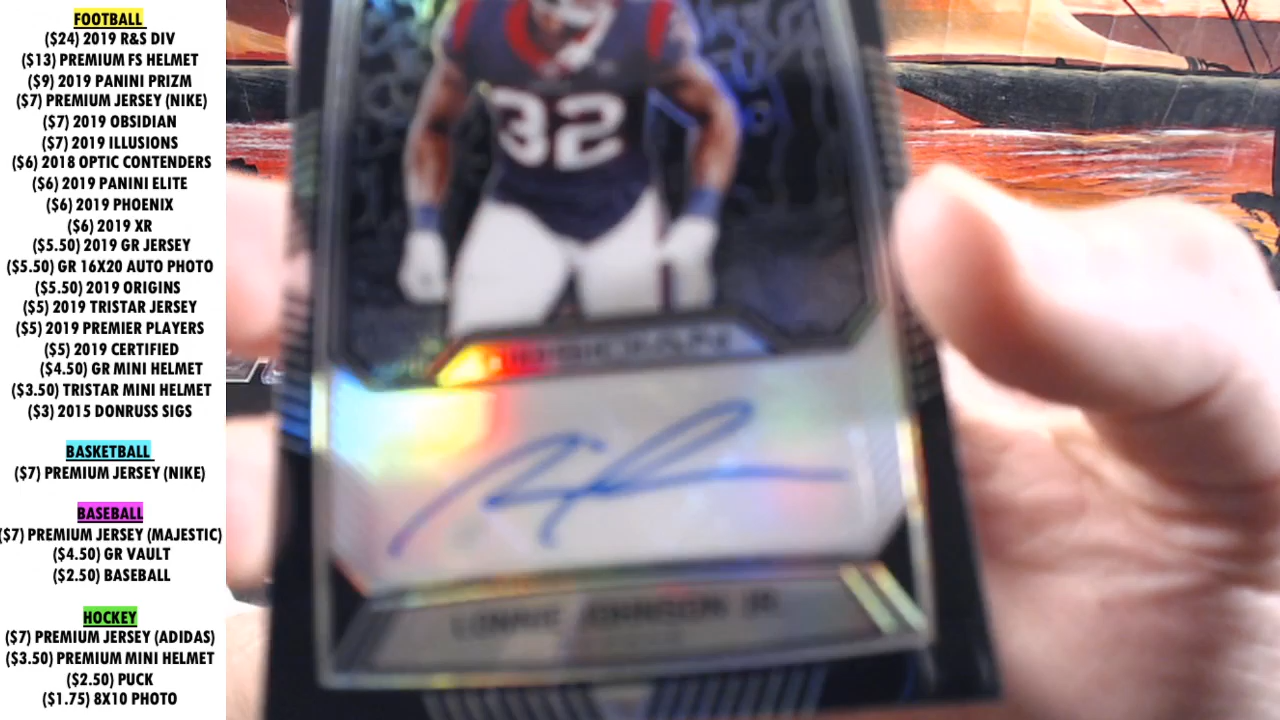 FOOTBALL
($24) 2019 R&S DIV
($13) PREMIUM FS HELMET
($9) 2019 PANINI PRIZM
($7) PREMIUM JERSEY (NIKE)
($7) 2019 OBSIDIAN
($7) 2019 ILLUSIONS
($6) 2018 OPTIC CONTENDERS
($6) 2019 PANINI ELITE
($6) 2019 PHOENIX
($6) 2019 XR
($5.50) 2019 GR JERSEY
($5.50) GR 16X20 AUTO PHOTO
($5.50) 2019 ORIGINS
($5) 2019 TRISTAR JERSEY
($5) 2019 PREMIER PLAYERS
($5) 2019 CERTIFIED
($4.50) GR MINI HELMET
($3.50) TRISTAR MINI HELMET
($3) 2015 DONRUSS SIGS
BASKETBALL
($7) PREMIUM JERSEY (NIKE)
BASEBALL
($7) PREMIUM JERSEY (MAJESTIC)
($4.50) GR VAULT
($2.50) BASEBALL
HOCKEY
($7) PREMIUM JERSEY (ADIDAS)
($3.50) PREMIUM MINI HELMET
($2.50) PUCK
($1.75) 8X10 PHOTO
32
OBSIDIAN
LONNIE JOHNSON JR.